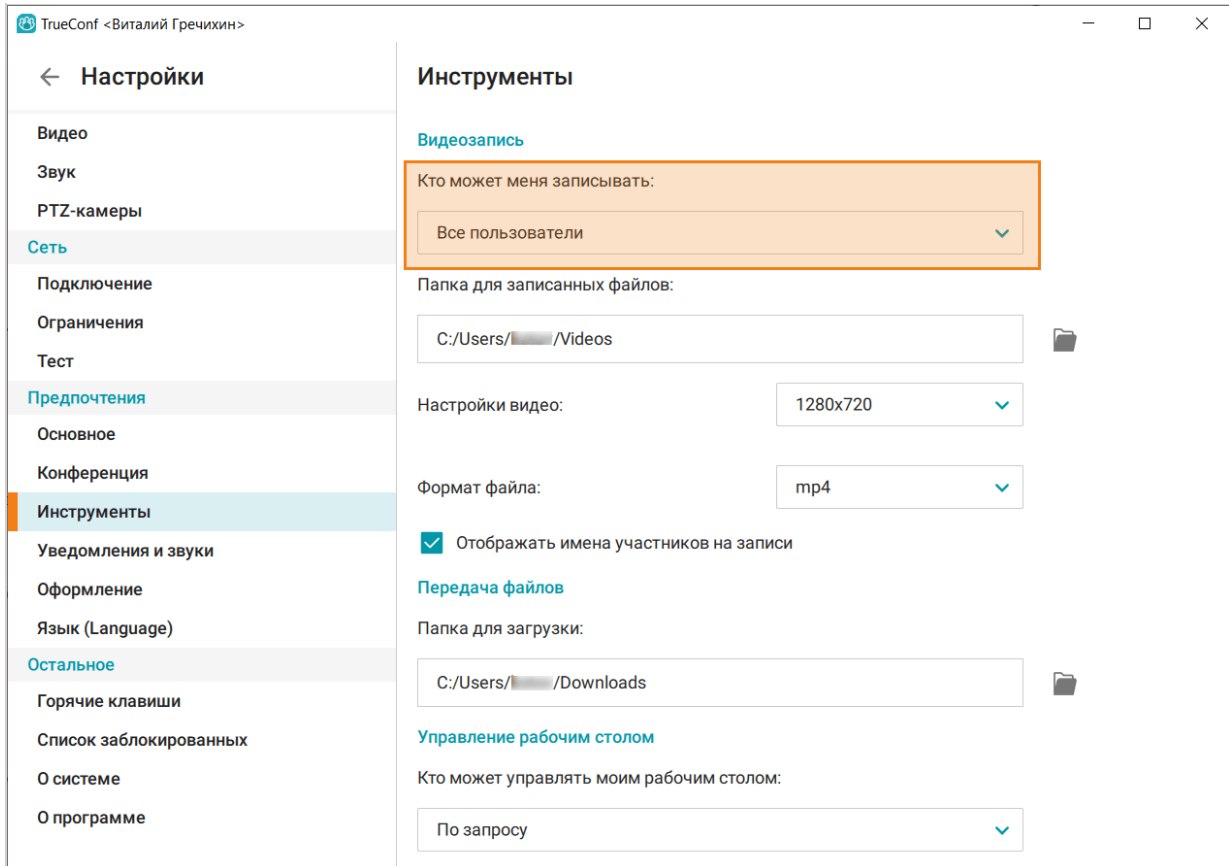 TrueConf <Виталий Гречихин>
Настройки
Видео
Звук
PTZ-камеры
Сеть
Подключение
Ограничения
Тест
Предпочтения
Основное
Конференция
Инструменты
Уведомления и звуки
Оформление
Язык (Language)
Остальное
Горячие клавиши
Список заблокированных
О системе
О программе
Инструменты
Видеозапись
Кто может меня записывать:
Все пользователи
Папка для записанных файлов:
C:/Users/ /Videos
Настройки видео:
1280x720
Формат файла:
mp4
Отображать имена участников на записи
Передача файлов
Папка для загрузки:
C:/Users/ /Downloads
Управление рабочим столом
Кто может управлять моим рабочим столом:
По запросу